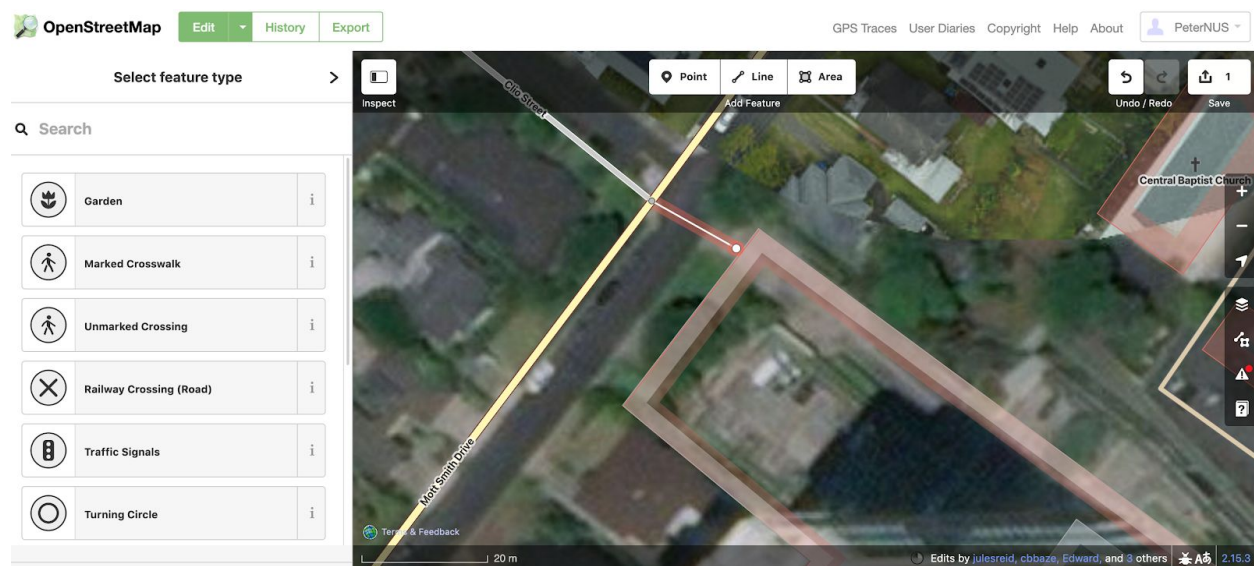 OpenStreetMap Edit History Export GPS Traces User Diaries Copyright Help About PeterNUS
Select feature type
Search
Garden i
Marked Crosswalk i
Unmarked Crossing i
Railway Crossing (Road) i
Traffic Signals i
Turning Circle i
Inspect
Point Line Area
Add Feature
1
Undo / Redo Save
Clio Street
Central Baptist Church
Mott Smith Drive
Terms & Feedback
20 m
Edits by julesreid, cbbaze, Edward, and 3 others Aあ 2.15.3